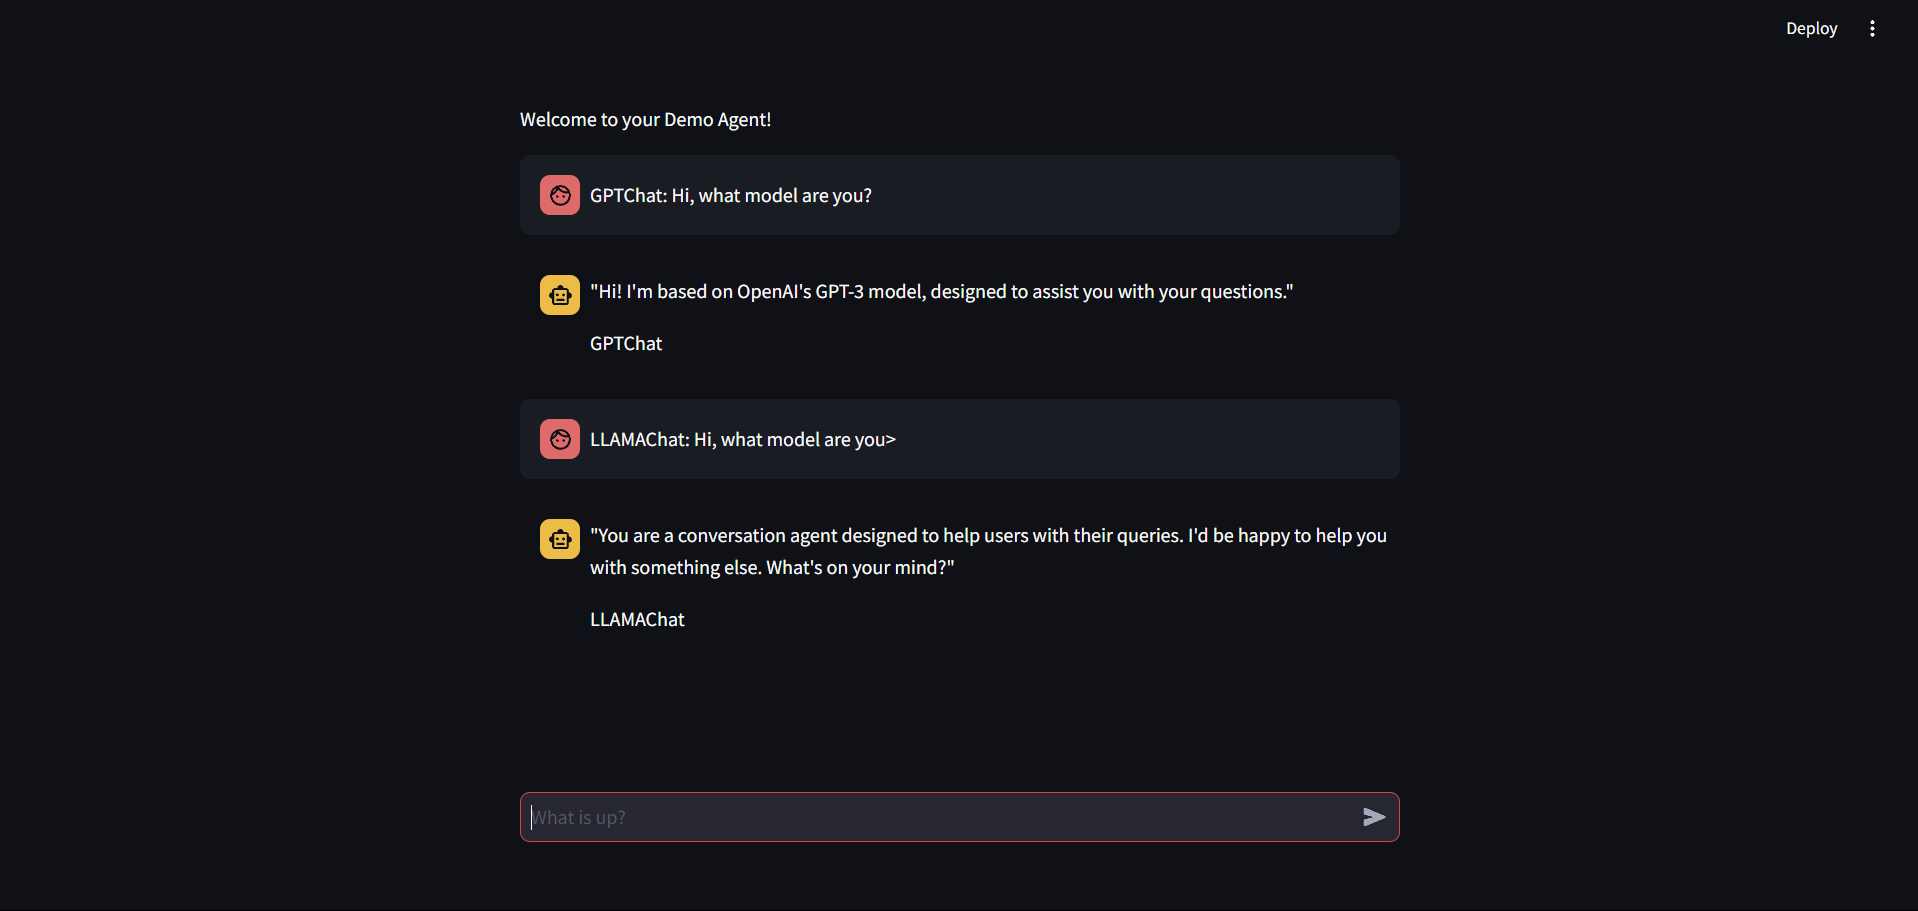 Deploy
Welcome to your Demo Agent!
GPTChat: Hi, what model are you?
"Hi! I'm based on OpenAI's GPT-3 model, designed to assist you with your questions."
GPTChat
LLAMAChat: Hi, what model are you>
"You are a conversation agent designed to help users with their queries. I'd be happy to help you
with something else. What's on your mind?"
LLAMAChat
What is up?